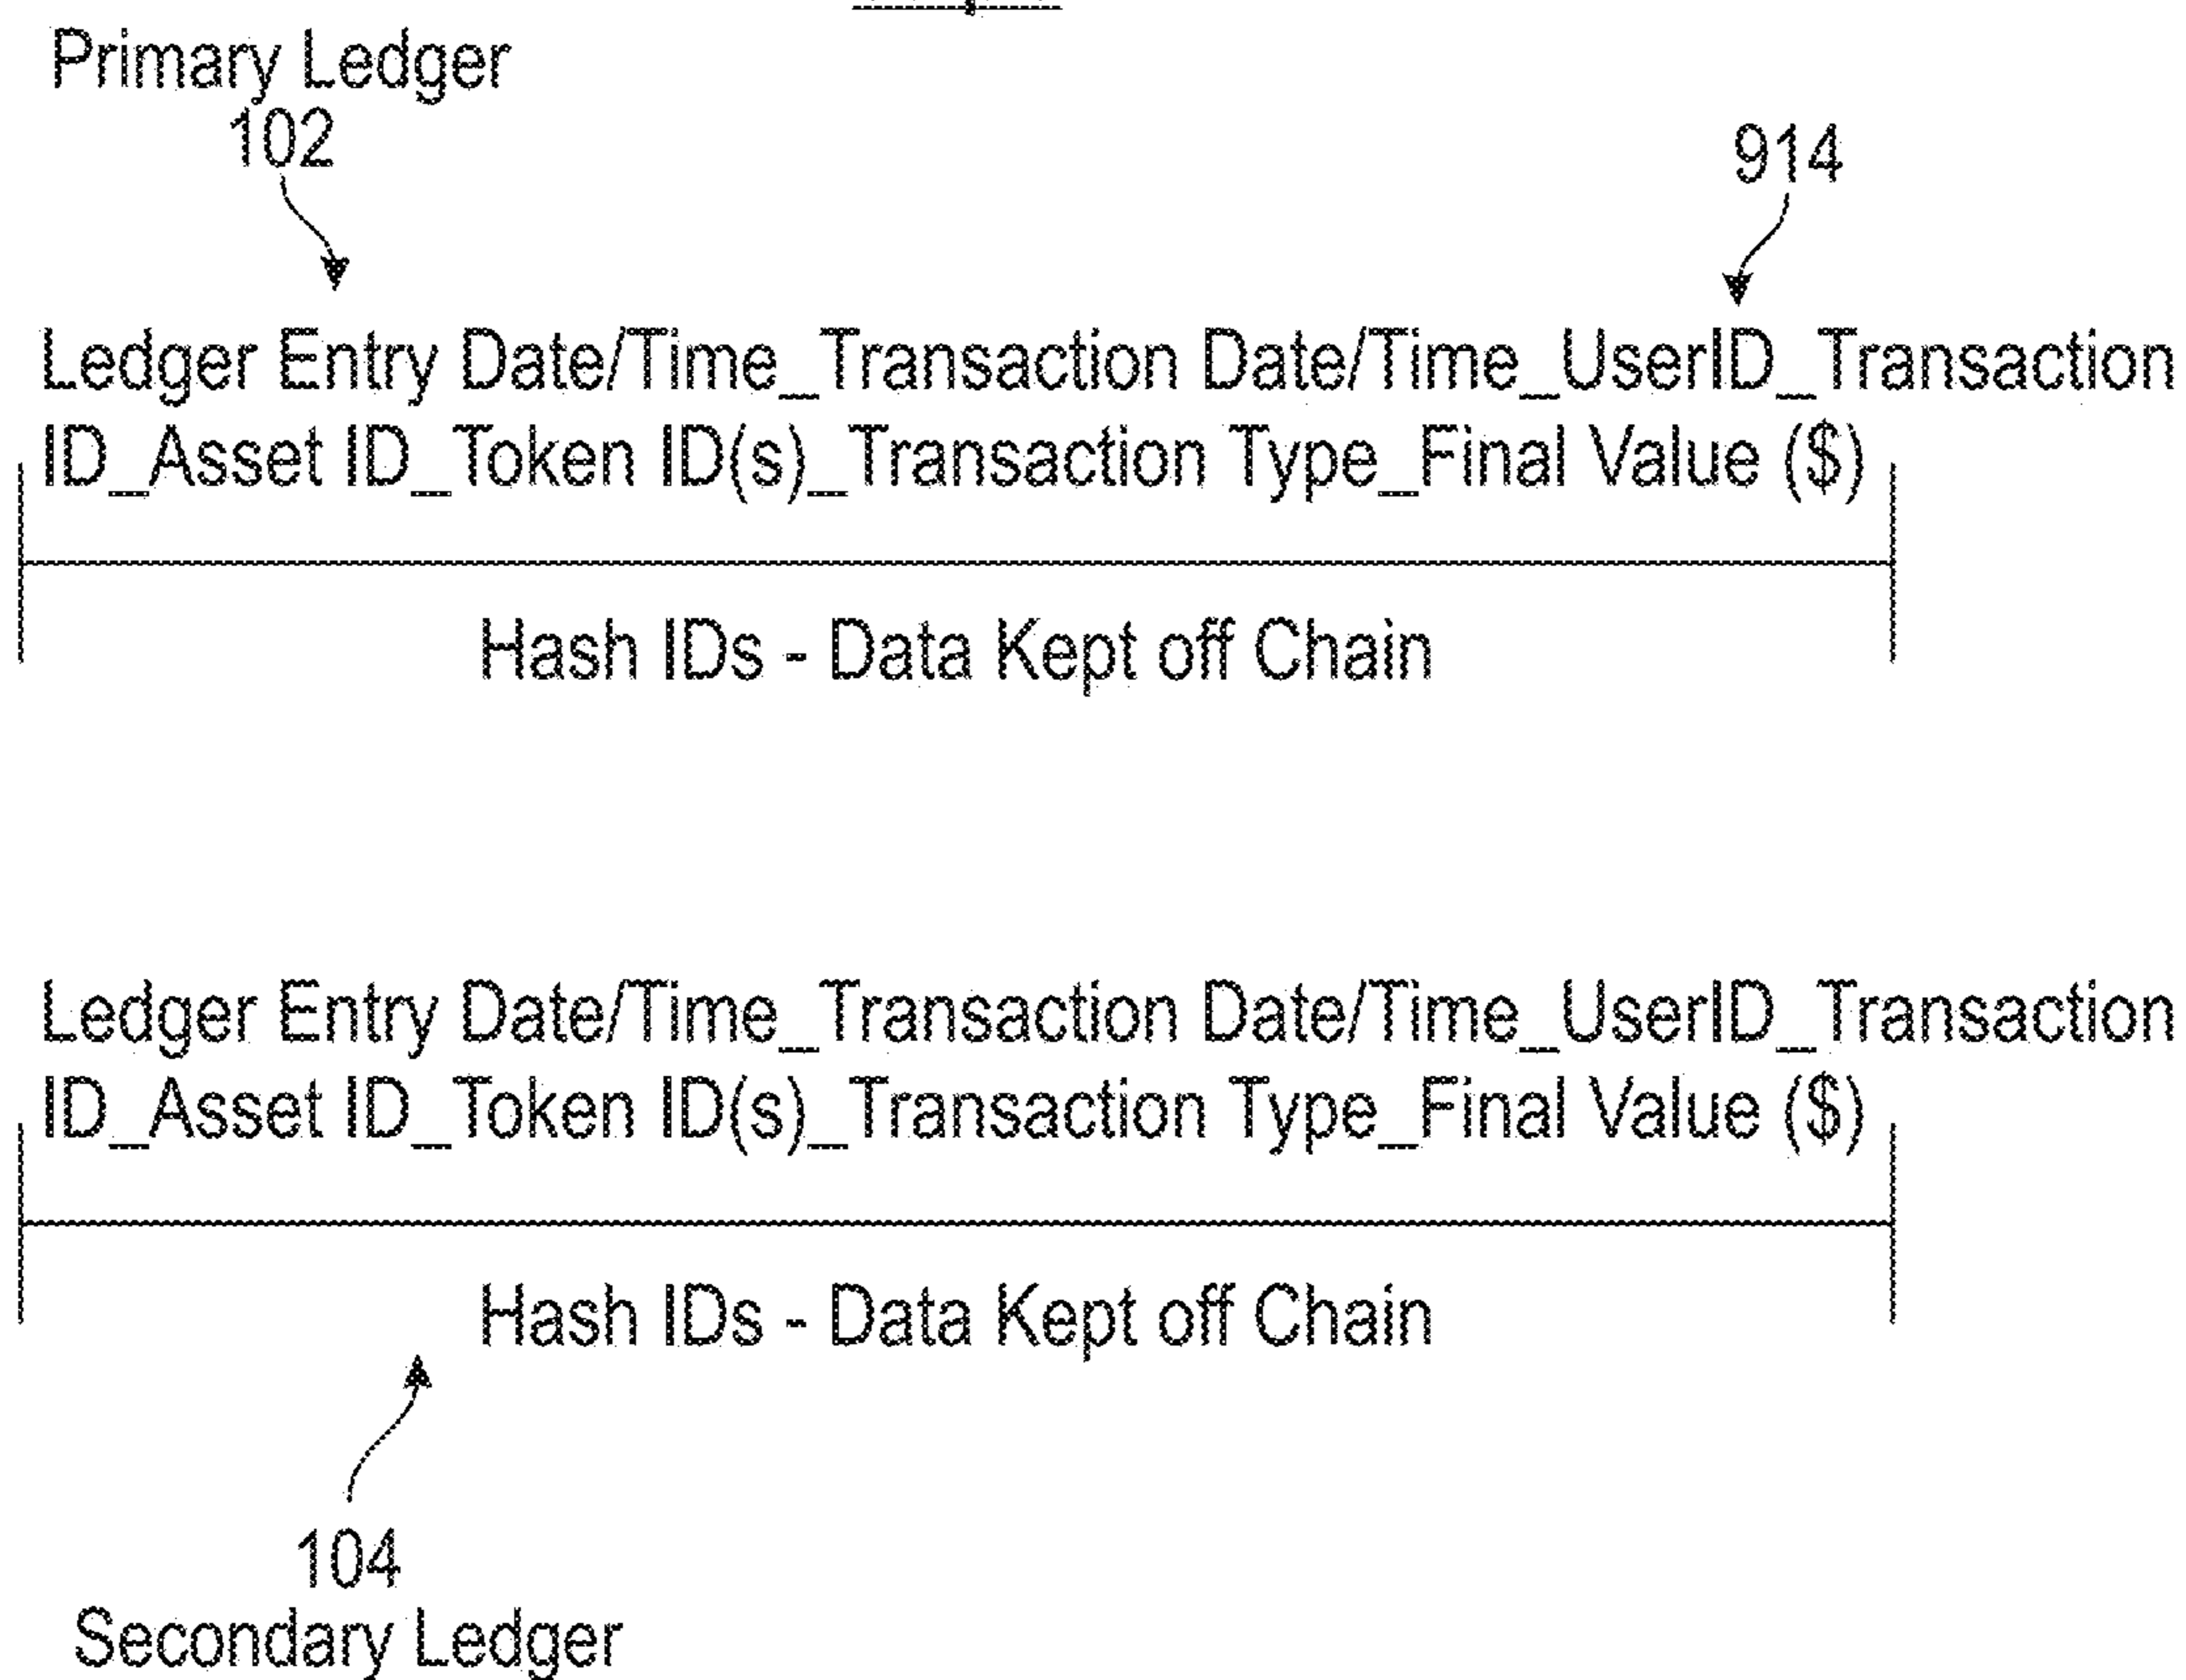 Primary Ledger
102
914
Ledger Entry Date/Time_Transaction Date/Time_UserID_Transaction
ID_Asset ID_Token ID(s)_Transaction Type_Final Value ($)
Hash IDs - Data Kept off Chain
Ledger Entry Date/Time_Transaction Date/Time_UserID_Transaction
ID_Asset ID_Token ID(s)_Transaction Type_Final Value ($)
Hash IDs - Data Kept off Chain
104
Secondary Ledger